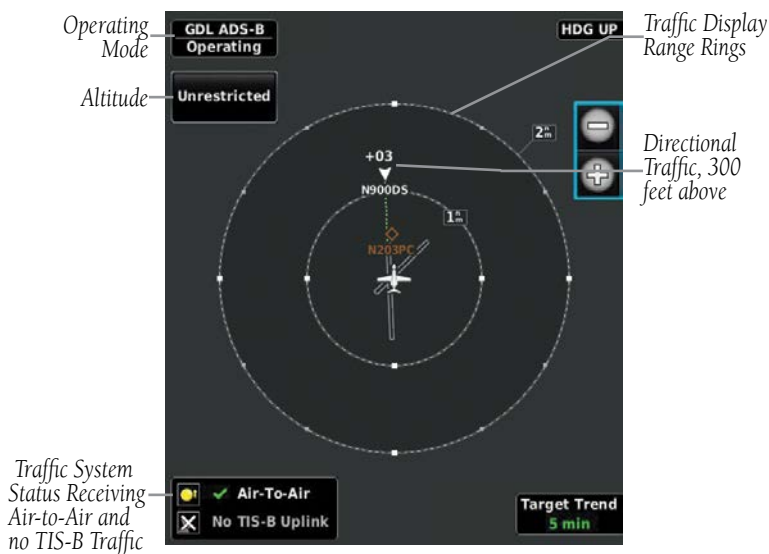 Operating
Mode
GDL ADS-B
Operating
HDG UP
Traffic Display
Range Rings
Altitude
Unrestricted
2nm
+03
N900DS
Directional
Traffic, 300
feet above
1nm
N203PC
Traffic System
Status Receiving
Air-to-Air and
no TIS-B Traffic
Air-To-Air
No TIS-B Uplink
Target Trend
5 min